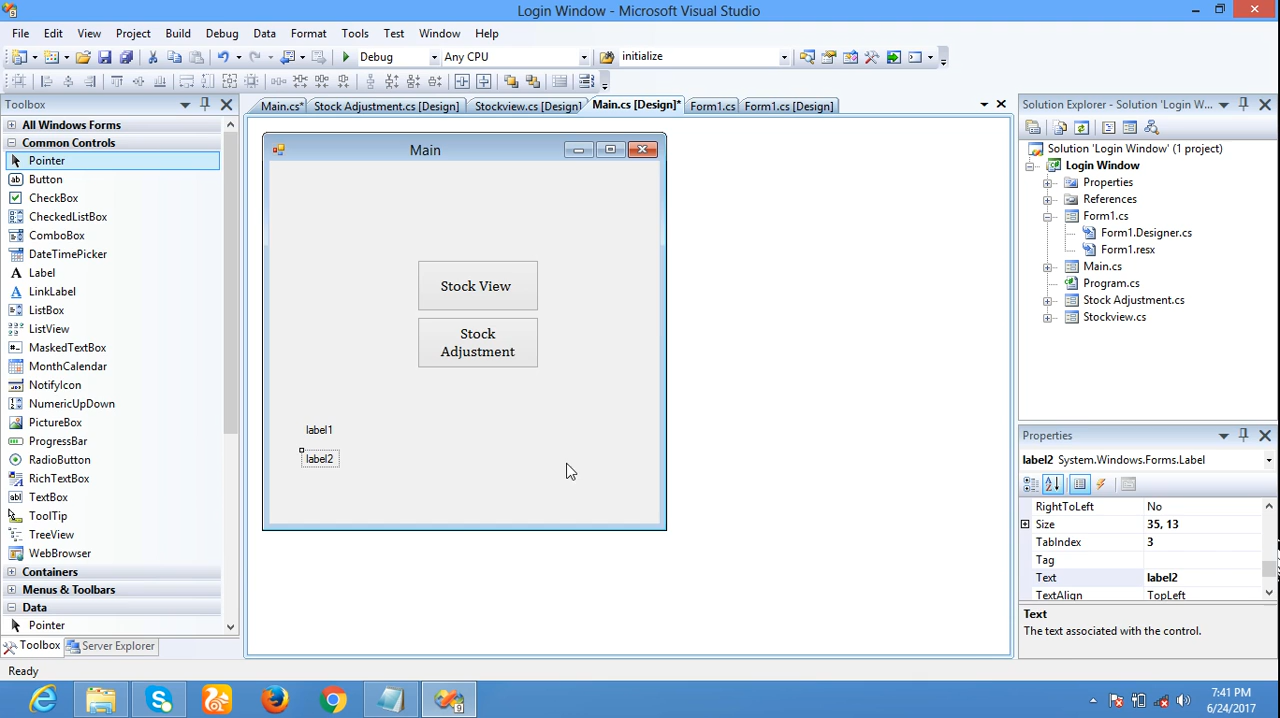 Login Window - Microsoft Visual Studio
File Edit View Project Build Debug Data Format Tools Test Window Help
Debug Any CPU initialize
Toolbox
Main.cs* Stock Adjustment.cs [Design] Stockview.cs [Design] Main.cs [Design]* Form1.cs Form1.cs [Design]
All Windows Forms
Common Controls
Pointer
Button
CheckBox
CheckedListBox
ComboBox
DateTimePicker
Label
LinkLabel
ListBox
ListView
MaskedTextBox
MonthCalendar
NotifyIcon
NumericUpDown
PictureBox
ProgressBar
RadioButton
RichTextBox
TextBox
ToolTip
TreeView
WebBrowser
Containers
Menus & Toolbars
Data
Pointer
Toolbox Server Explorer
Main
Stock View
Stock
Adjustment
label1
label2
Solution Explorer - Solution 'Login W...
Solution 'Login Window' (1 project)
Login Window
Properties
References
Form1.cs
Form1.Designer.cs
Form1.resx
Main.cs
Program.cs
Stock Adjustment.cs
Stockview.cs
Properties
label2 System.Windows.Forms.Label
RightToLeft No
Size 35, 13
TabIndex 3
Tag
Text label2
TextAlign TopLeft
Text
The text associated with the control.
Ready
7:41 PM
6/24/2017